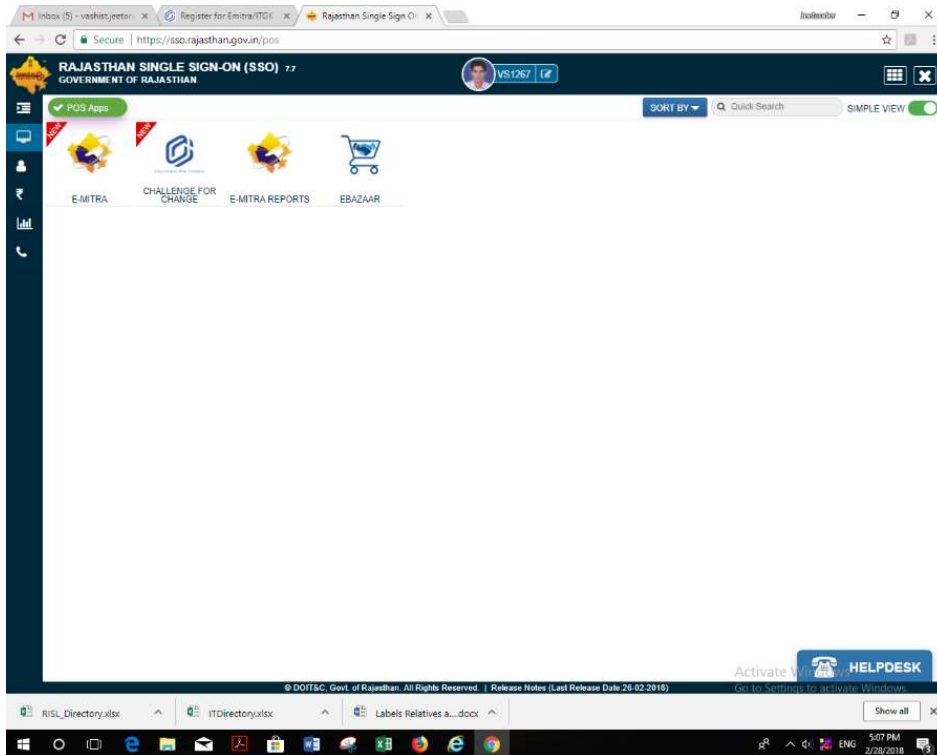 Inbox (5) - vashist.jeetar
Register for Emitra/ITGK
Rajasthan Single Sign Or
Secure | https://sso.rajasthan.gov.in/pos
RAJASTHAN SINGLE SIGN-ON (SSO) 7.7
GOVERNMENT OF RAJASTHAN
VS1267
POS Apps
SORT BY
Quick Search
SIMPLE VIEW
NEW
NEW
E-MITRA
CHALLENGE FOR
CHANGE
E-MITRA REPORTS
EBAZAAR
HELPDESK
Activate Windows
Go to Settings to activate Windows.
© DOIT&C, Govt. of Rajasthan. All Rights Reserved. | Release Notes (Last Release Date:26-02-2018)
RISL_Directory.xlsx
ITDirectory.xlsx
Labels Relatives a....docx
Show all
ENG
5:07 PM
2/28/2018